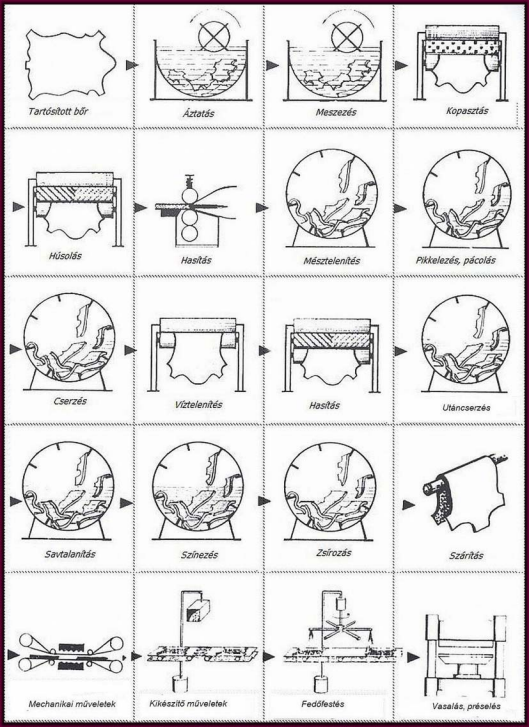 Tartósított bőr
Áztatás
Meszezés
Kopasztás
Húsolás
Hasítás
Mésztelenítés
Pikkelezés, pácolás
Cserzés
Víztelenítés
Hasítás
Utáncserzés
Savtalanítás
Színezés
Zsírozás
Szárítás
Mechanikai műveletek
Kikészítő műveletek
Fedőfestés
Vasalás, préselés